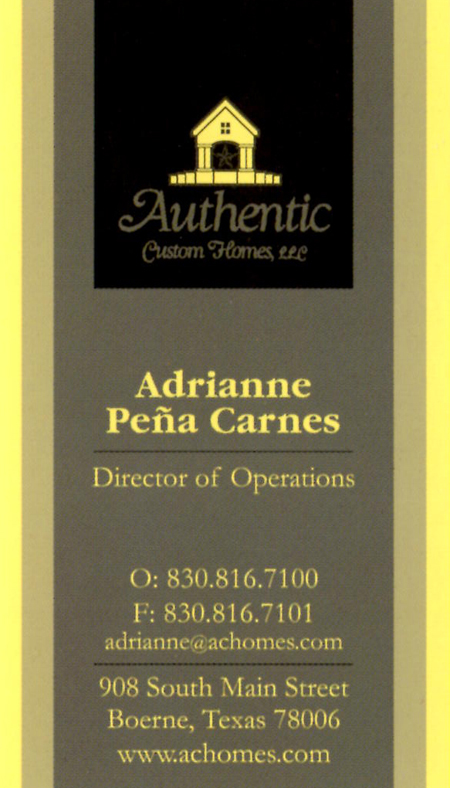 Authentic
Custom Homes, LLC
Adrianne
Peña Carnes
Director of Operations
O: 830.816.7100
F: 830.816.7101
adrianne@achomes.com
908 South Main Street
Boerne, Texas 78006
www.achomes.com